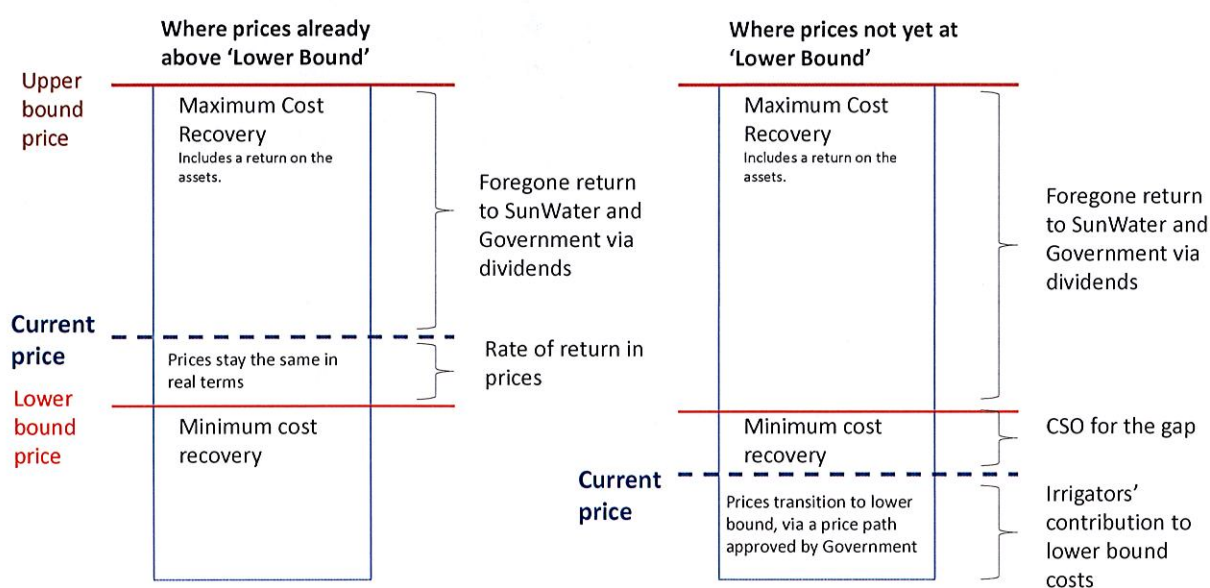 Where prices already
above ‘Lower Bound’
Upper
bound
price
Maximum Cost
Recovery
Includes a return on the
assets.
Foregone return
to SunWater and
Government via
dividends
Current
price
Prices stay the same in
real terms
Rate of return in
prices
Lower
bound
price
Minimum cost
recovery
Where prices not yet at
‘Lower Bound’
Maximum Cost
Recovery
Includes a return on the
assets.
Foregone return
to SunWater and
Government via
dividends
Minimum cost
recovery
CSO for the gap
Current
price
Prices transition to lower
bound, via a price path
approved by Government
Irrigators’
contribution to
lower bound
costs